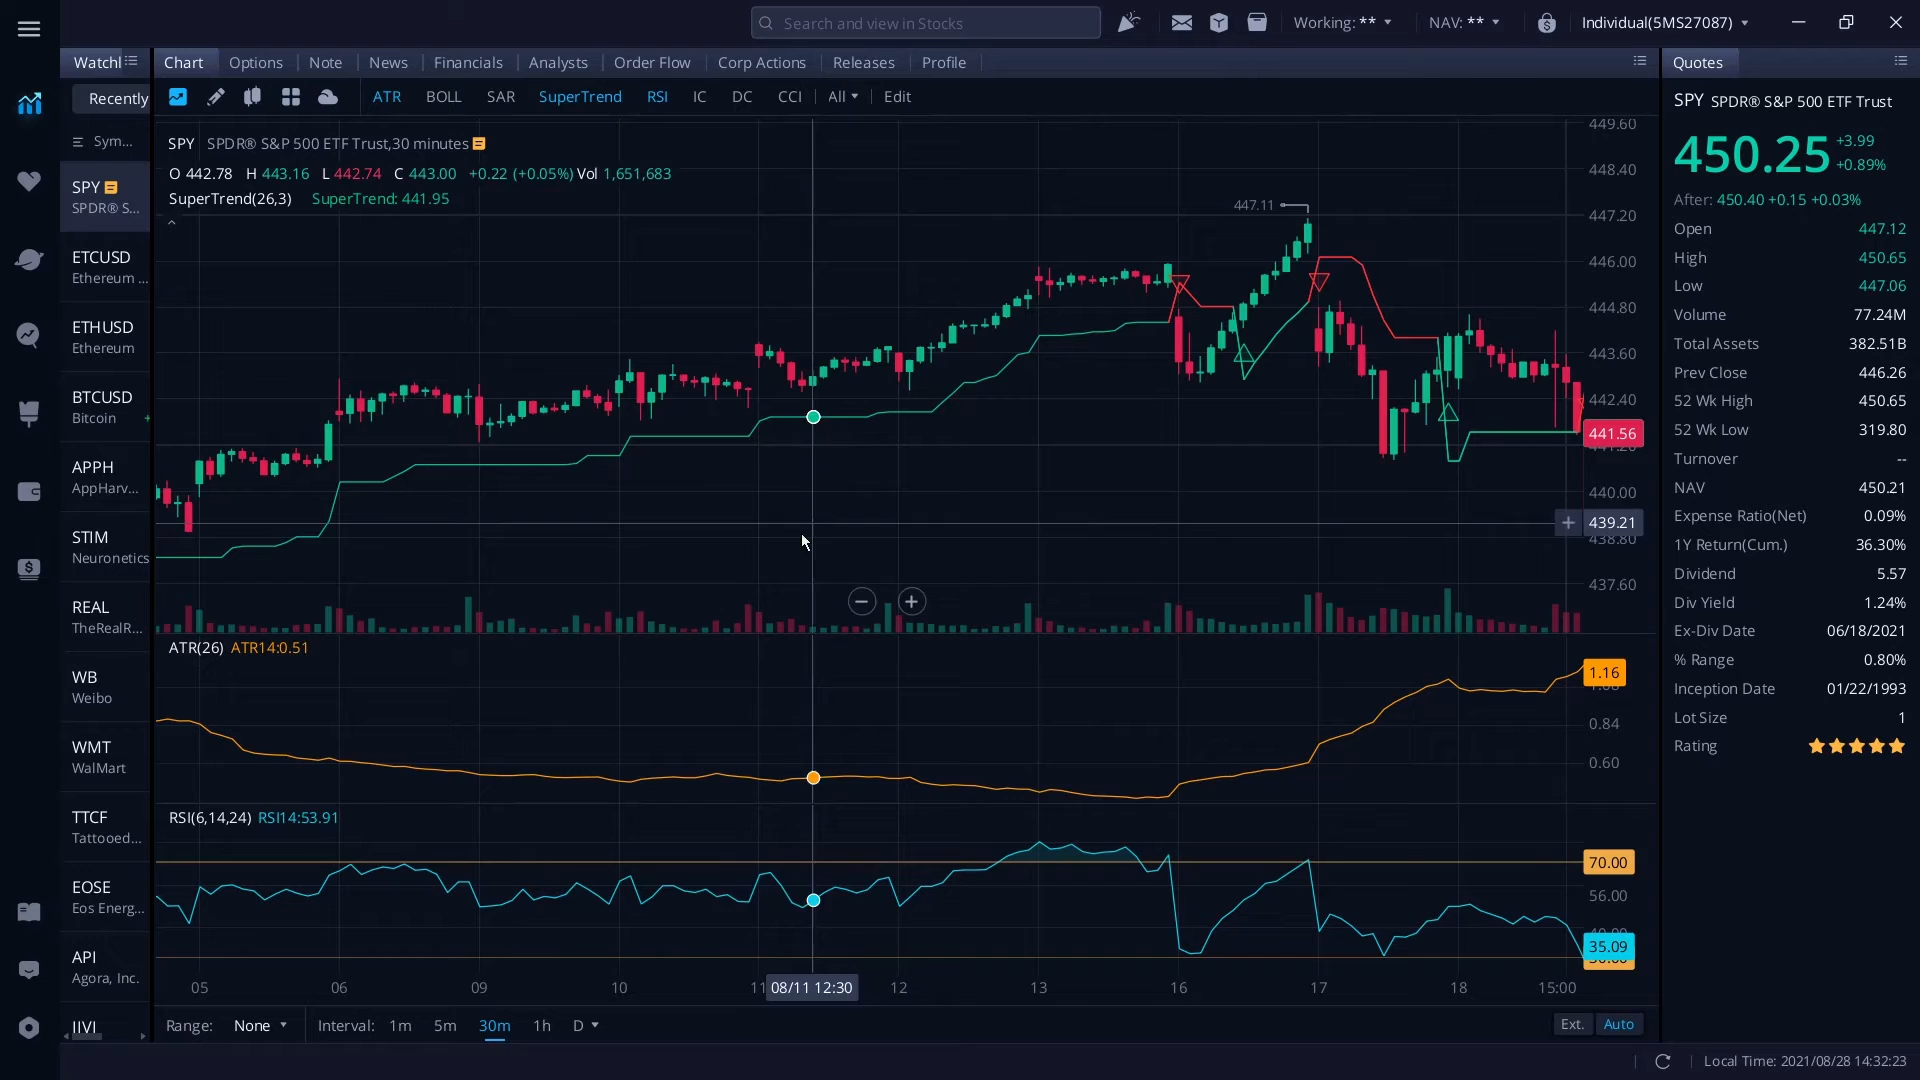 Search and view in Stocks
Working: **
NAV: **
Individual(5MS27087)
Watchl
Chart Options Note News Financials Analysts Order Flow Corp Actions Releases Profile
Quotes
Recently
ATR BOLL SAR SuperTrend RSI IC DC CCI All Edit
Sym...
SPY
SPDR® S...
ETCUSD
Ethereum ...
ETHUSD
Ethereum
BTCUSD
Bitcoin +
APPH
AppHarv...
STIM
Neuronetics
REAL
TheRealR...
WB
Weibo
WMT
WalMart
TTCF
Tattooed...
EOSE
Eos Energ...
API
Agora, Inc.
IIVI
SPY SPDR® S&P 500 ETF Trust,30 minutes
O 442.78 H 443.16 L 442.74 C 443.00 +0.22 (+0.05%) Vol 1,651,683
SuperTrend(26,3) SuperTrend: 441.95
447.11
449.60
448.40
447.20
446.00
444.80
443.60
442.40
441.56
441.20
440.00
439.21
438.80
437.60
ATR(26) ATR14:0.51
1.16
0.84
0.60
RSI(6,14,24) RSI14:53.91
70.00
56.00
35.09
05 06 09 10 11 08/11 12:30 12 13 16 17 18 15:00
Range: None Interval: 1m 5m 30m 1h D
Ext. Auto
SPY SPDR® S&P 500 ETF Trust
450.25 +3.99
+0.89%
After: 450.40 +0.15 +0.03%
Open 447.12
High 450.65
Low 447.06
Volume 77.24M
Total Assets 382.51B
Prev Close 446.26
52 Wk High 450.65
52 Wk Low 319.80
Turnover --
NAV 450.21
Expense Ratio(Net) 0.09%
1Y Return(Cum.) 36.30%
Dividend 5.57
Div Yield 1.24%
Ex-Div Date 06/18/2021
% Range 0.80%
Inception Date 01/22/1993
Lot Size 1
Rating
Local Time: 2021/08/28 14:32:23